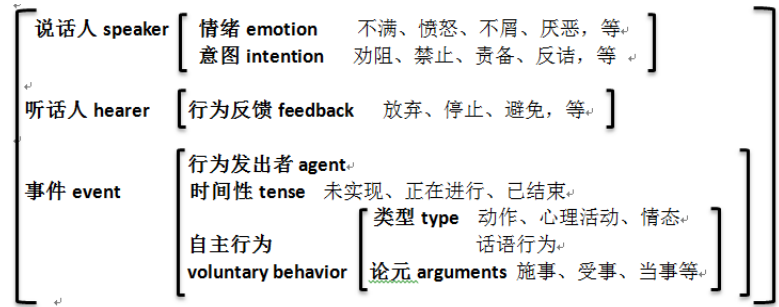 说话人 speaker 情绪 emotion 不满、愤怒、不屑、厌恶，等
意图 intention 劝阻、禁止、责备、反诘，等
听话人 hearer 行为反馈 feedback 放弃、停止、避免，等
行为发出者 agent
事件 event 时间性 tense 未实现、正在进行、已结束
类型 type 动作、心理活动、情态
自主行为 话语行为
voluntary behavior 论元 arguments 施事、受事、当事等